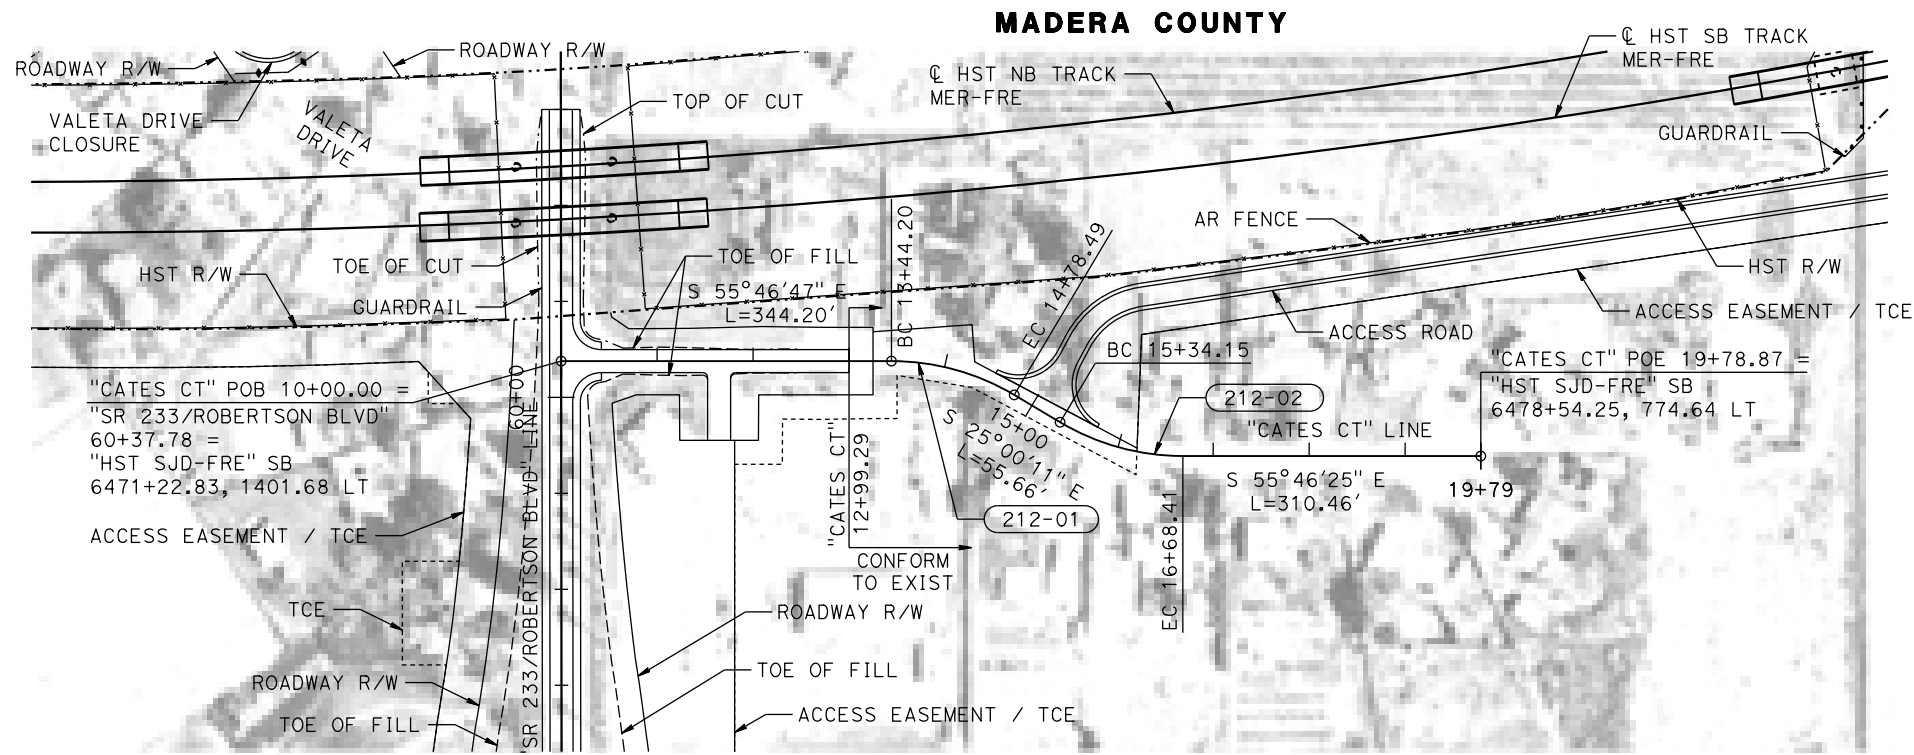 MADERA COUNTY
ROADWAY R/W
ROADWAY R/W
VALETA DRIVE
CLOSURE
VALETA
DRIVE
TOP OF CUT
℄ HST NB TRACK
MER-FRE
℄ HST SB TRACK
MER-FRE
GUARDRAIL
AR FENCE
HST R/W
TOE OF CUT
GUARDRAIL
HST R/W
TOE OF FILL
S 55°46'47" E
L=344.20'
BC 13+44.20
EC 14+78.49
BC 15+34.15
ACCESS ROAD
ACCESS EASEMENT / TCE
"CATES CT" POB 10+00.00 =
"SR 233/ROBERTSON BLVD"
60+37.78 =
"HST SJD-FRE" SB
6471+22.83, 1401.68 LT
60+00
"SR 233/ROBERTSON BLVD" LINE
"CATES CT"
12+99.29
CONFORM
TO EXIST
15+00
S 25°00'11" E
L=55.66'
212-01
212-02
"CATES CT" LINE
S 55°46'25" E
L=310.46'
EC 16+68.41
"CATES CT" POE 19+78.87 =
"HST SJD-FRE" SB
6478+54.25, 774.64 LT
19+79
ACCESS EASEMENT / TCE
TCE
ROADWAY R/W
TOE OF FILL
ROADWAY R/W
TOE OF FILL
ACCESS EASEMENT / TCE